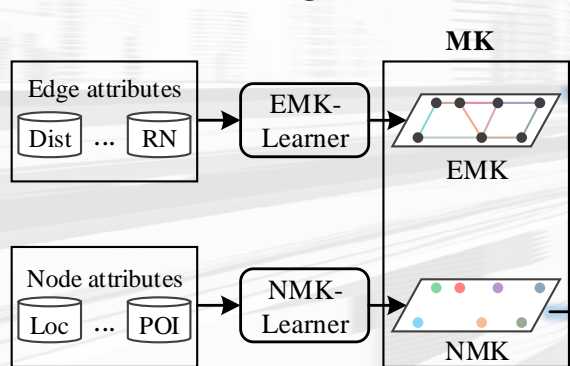 MK
Edge attributes
Dist ... RN
EMK-
Learner
EMK
Node attributes
Loc ... POI
NMK-
Learner
NMK